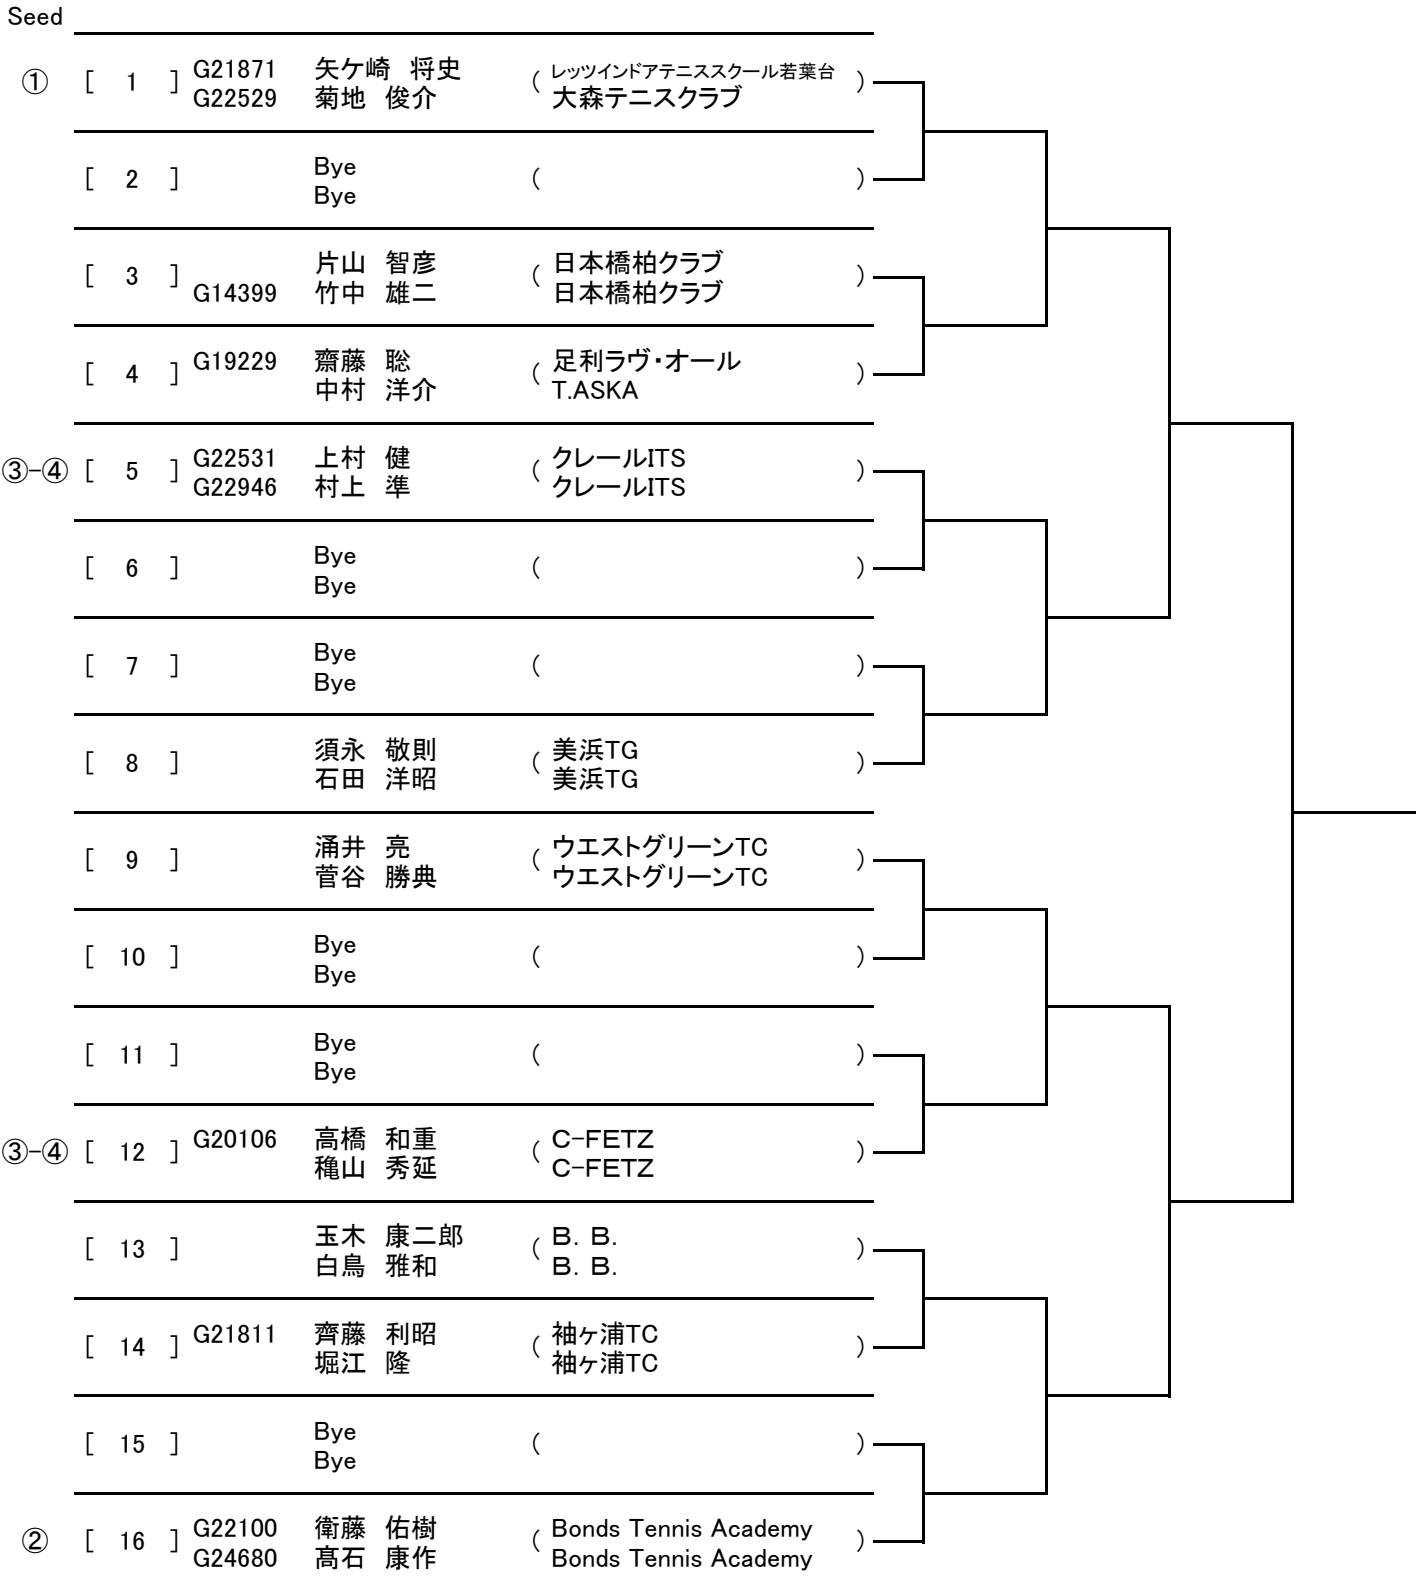 Seed
① [ 1 ] G21871 矢ケ崎 将史 ( レッツインドアテニススクール若葉台 )
G22529 菊地 俊介 大森テニスクラブ
[ 2 ] Bye ( )
Bye
[ 3 ] 片山 智彦 ( 日本橋柏クラブ )
G14399 竹中 雄二 日本橋柏クラブ
[ 4 ] G19229 齋藤 聡 ( 足利ラヴ・オール )
中村 洋介 T.ASKA
③-④ [ 5 ] G22531 上村 健 ( クレールITS )
G22946 村上 準 クレールITS
[ 6 ] Bye ( )
Bye
[ 7 ] Bye ( )
Bye
[ 8 ] 須永 敬則 ( 美浜TG )
石田 洋昭 美浜TG
[ 9 ] 涌井 亮 ( ウエストグリーンTC )
菅谷 勝典 ウエストグリーンTC
[ 10 ] Bye ( )
Bye
[ 11 ] Bye ( )
Bye
③-④ [ 12 ] G20106 高橋 和重 ( C-FETZ )
穐山 秀延 C-FETZ
[ 13 ] 玉木 康二郎 ( B. B. )
白鳥 雅和 B. B.
[ 14 ] G21811 齊藤 利昭 ( 袖ヶ浦TC )
堀江 隆 袖ヶ浦TC
[ 15 ] Bye ( )
Bye
② [ 16 ] G22100 衛藤 佑樹 ( Bonds Tennis Academy )
G24680 髙石 康作 Bonds Tennis Academy